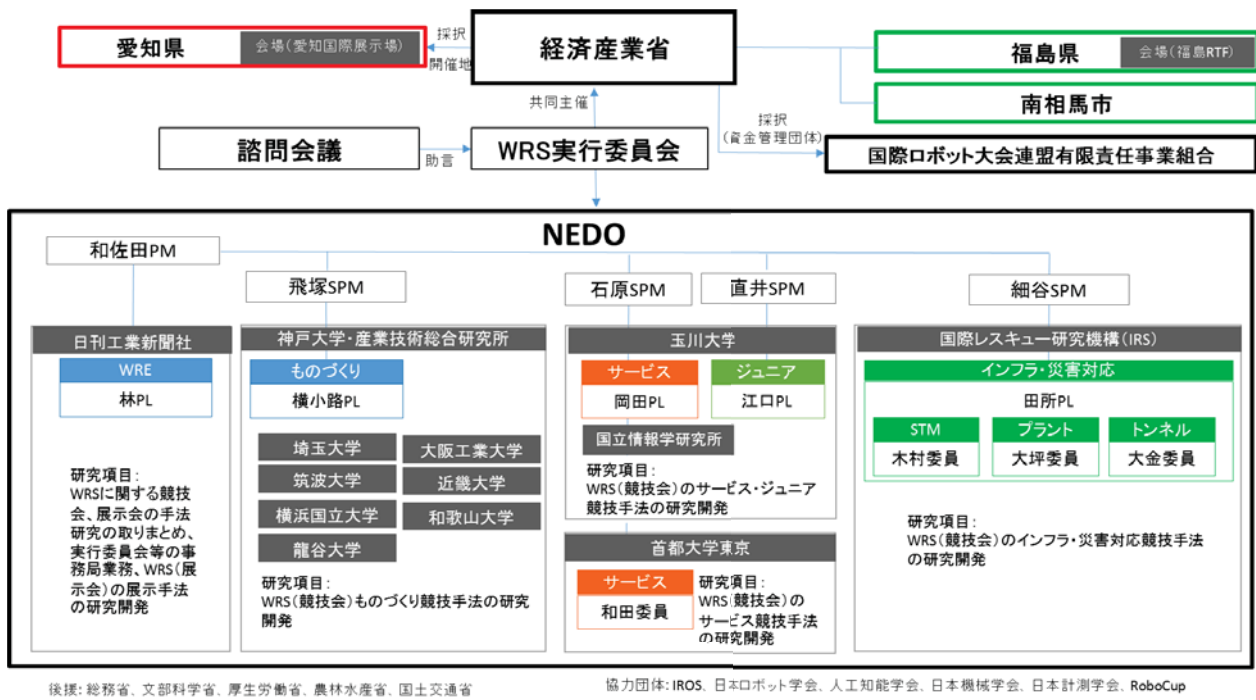 愛知県
会場(愛知国際展示場)
採択
開催地
経済産業省
福島県
会場(福島RTF)
南相馬市
共同主催
採択
(資金管理団体)
諮問会議
助言
WRS実行委員会
国際ロボット大会連盟有限責任事業組合
NEDO
和佐田PM
飛塚SPM
石原SPM
直井SPM
細谷SPM
日刊工業新聞社
WRE
林PL
研究項目:
WRSに関する競技
会、展示会の手法
研究の取りまとめ、
実行委員会等の事
務局業務、WRS(展
示会)の展示手法
の研究開発
神戸大学・産業技術総合研究所
ものづくり
横小路PL
埼玉大学
大阪工業大学
筑波大学
近畿大学
横浜国立大学
和歌山大学
龍谷大学
研究項目:
WRS(競技会)ものづくり競技手法の研究
開発
玉川大学
サービス
岡田PL
ジュニア
江口PL
国立情報学研究所
研究項目:
WRS(競技会)のサービス・ジュニア
競技手法の研究開発
首都大学東京
サービス
和田委員
研究項目:
WRS(競技会)の
サービス競技手法
の研究開発
国際レスキュー研究機構(IRS)
インフラ・災害対応
田所PL
STM
木村委員
プラント
大坪委員
トンネル
大金委員
研究項目:
WRS(競技会)のインフラ・災害対応競技手法
の研究開発
後援: 総務省、文部科学省、厚生労働省、農林水産省、国土交通省
協力団体: IROS、日本ロボット学会、人工知能学会、日本機械学会、日本計測学会、RoboCup